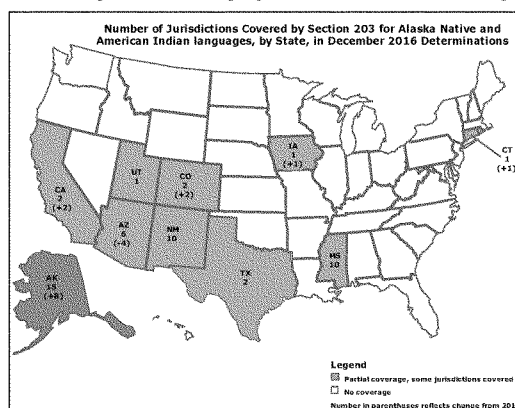 Number of Jurisdictions Covered by Section 203 for Alaska Native and
American Indian languages, by State, in December 2016 Determinations
IA
1
(+1)
CT
1
(+1)
UT
1
CO
2
(+2)
CA
2
(+2)
AZ
6
(-4)
NM
10
MS
10
TX
2
AK
15
(+8)
Legend
Partial coverage, some jurisdictions covered
No coverage
Number in parentheses reflects change from 201